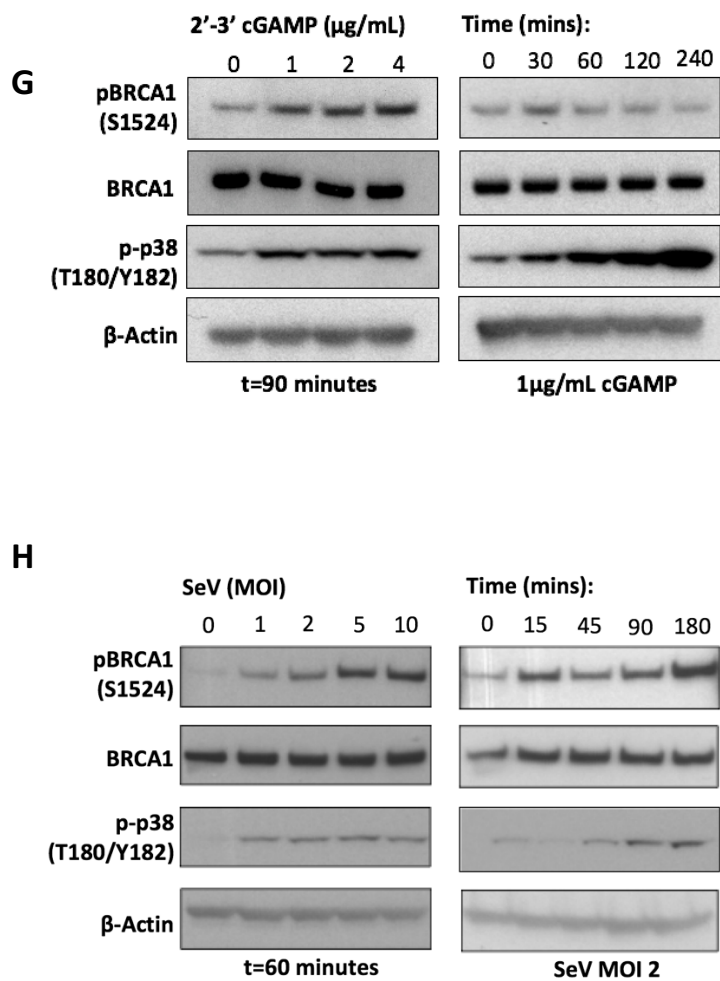 2’-3’ cGAMP (µg/mL) Time (mins):
0 1 2 4 0 30 60 120 240
G
pBRCA1
(S1524)
BRCA1
p-p38
(T180/Y182)
β-Actin
t=90 minutes 1µg/mL cGAMP
H
SeV (MOI) Time (mins):
0 1 2 5 10 0 15 45 90 180
pBRCA1
(S1524)
BRCA1
p-p38
(T180/Y182)
β-Actin
t=60 minutes SeV MOI 2